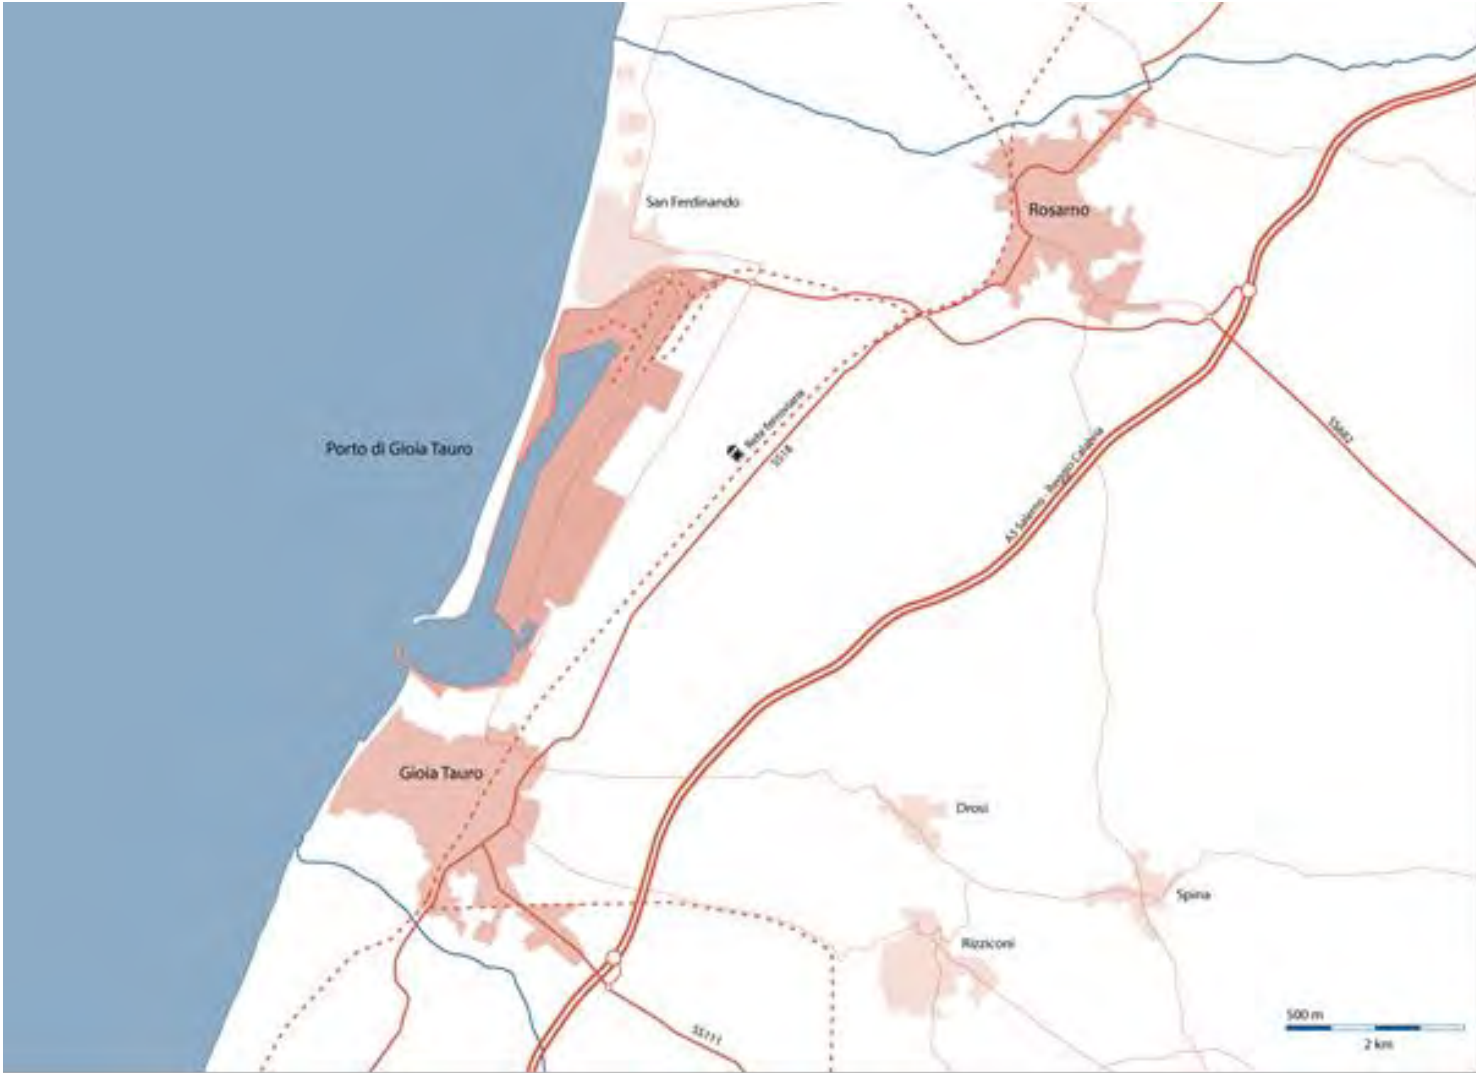 San Ferdinando
Rosarno
Porto di Gioia Tauro
Rete ferroviaria
SS18
SS682
A3 Salerno - Reggio Calabria
Gioia Tauro
Drosi
Spina
Rizziconi
SS111
500 m
2 km